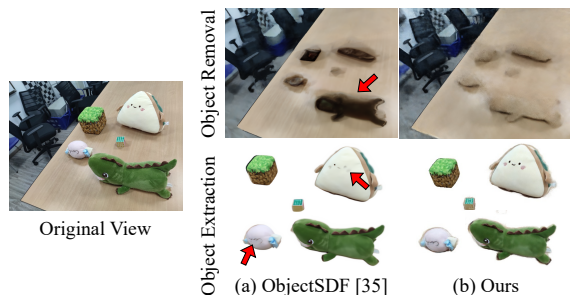 Object Removal
Original View
Object Extraction
(a) ObjectSDF [35]
(b) Ours